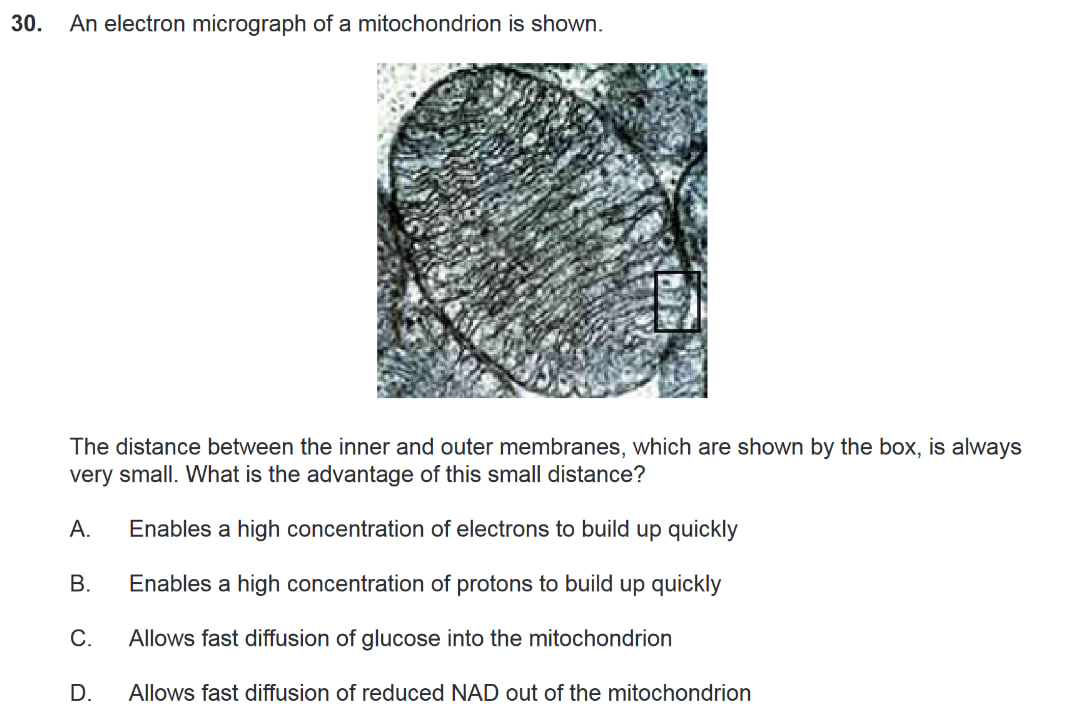 30. An electron micrograph of a mitochondrion is shown.
The distance between the inner and outer membranes, which are shown by the box, is always
very small. What is the advantage of this small distance?
A. Enables a high concentration of electrons to build up quickly
B. Enables a high concentration of protons to build up quickly
C. Allows fast diffusion of glucose into the mitochondrion
D. Allows fast diffusion of reduced NAD out of the mitochondrion